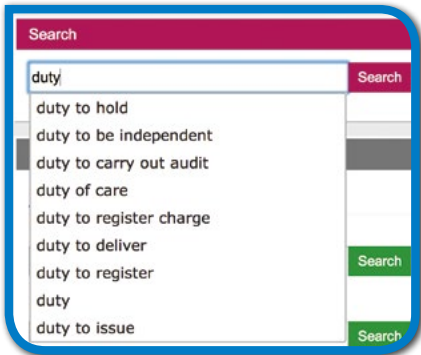 Search
duty Search
duty to hold
duty to be independent
duty to carry out audit
duty of care
duty to register charge
duty to deliver
Search
duty to register
duty
duty to issue
Search